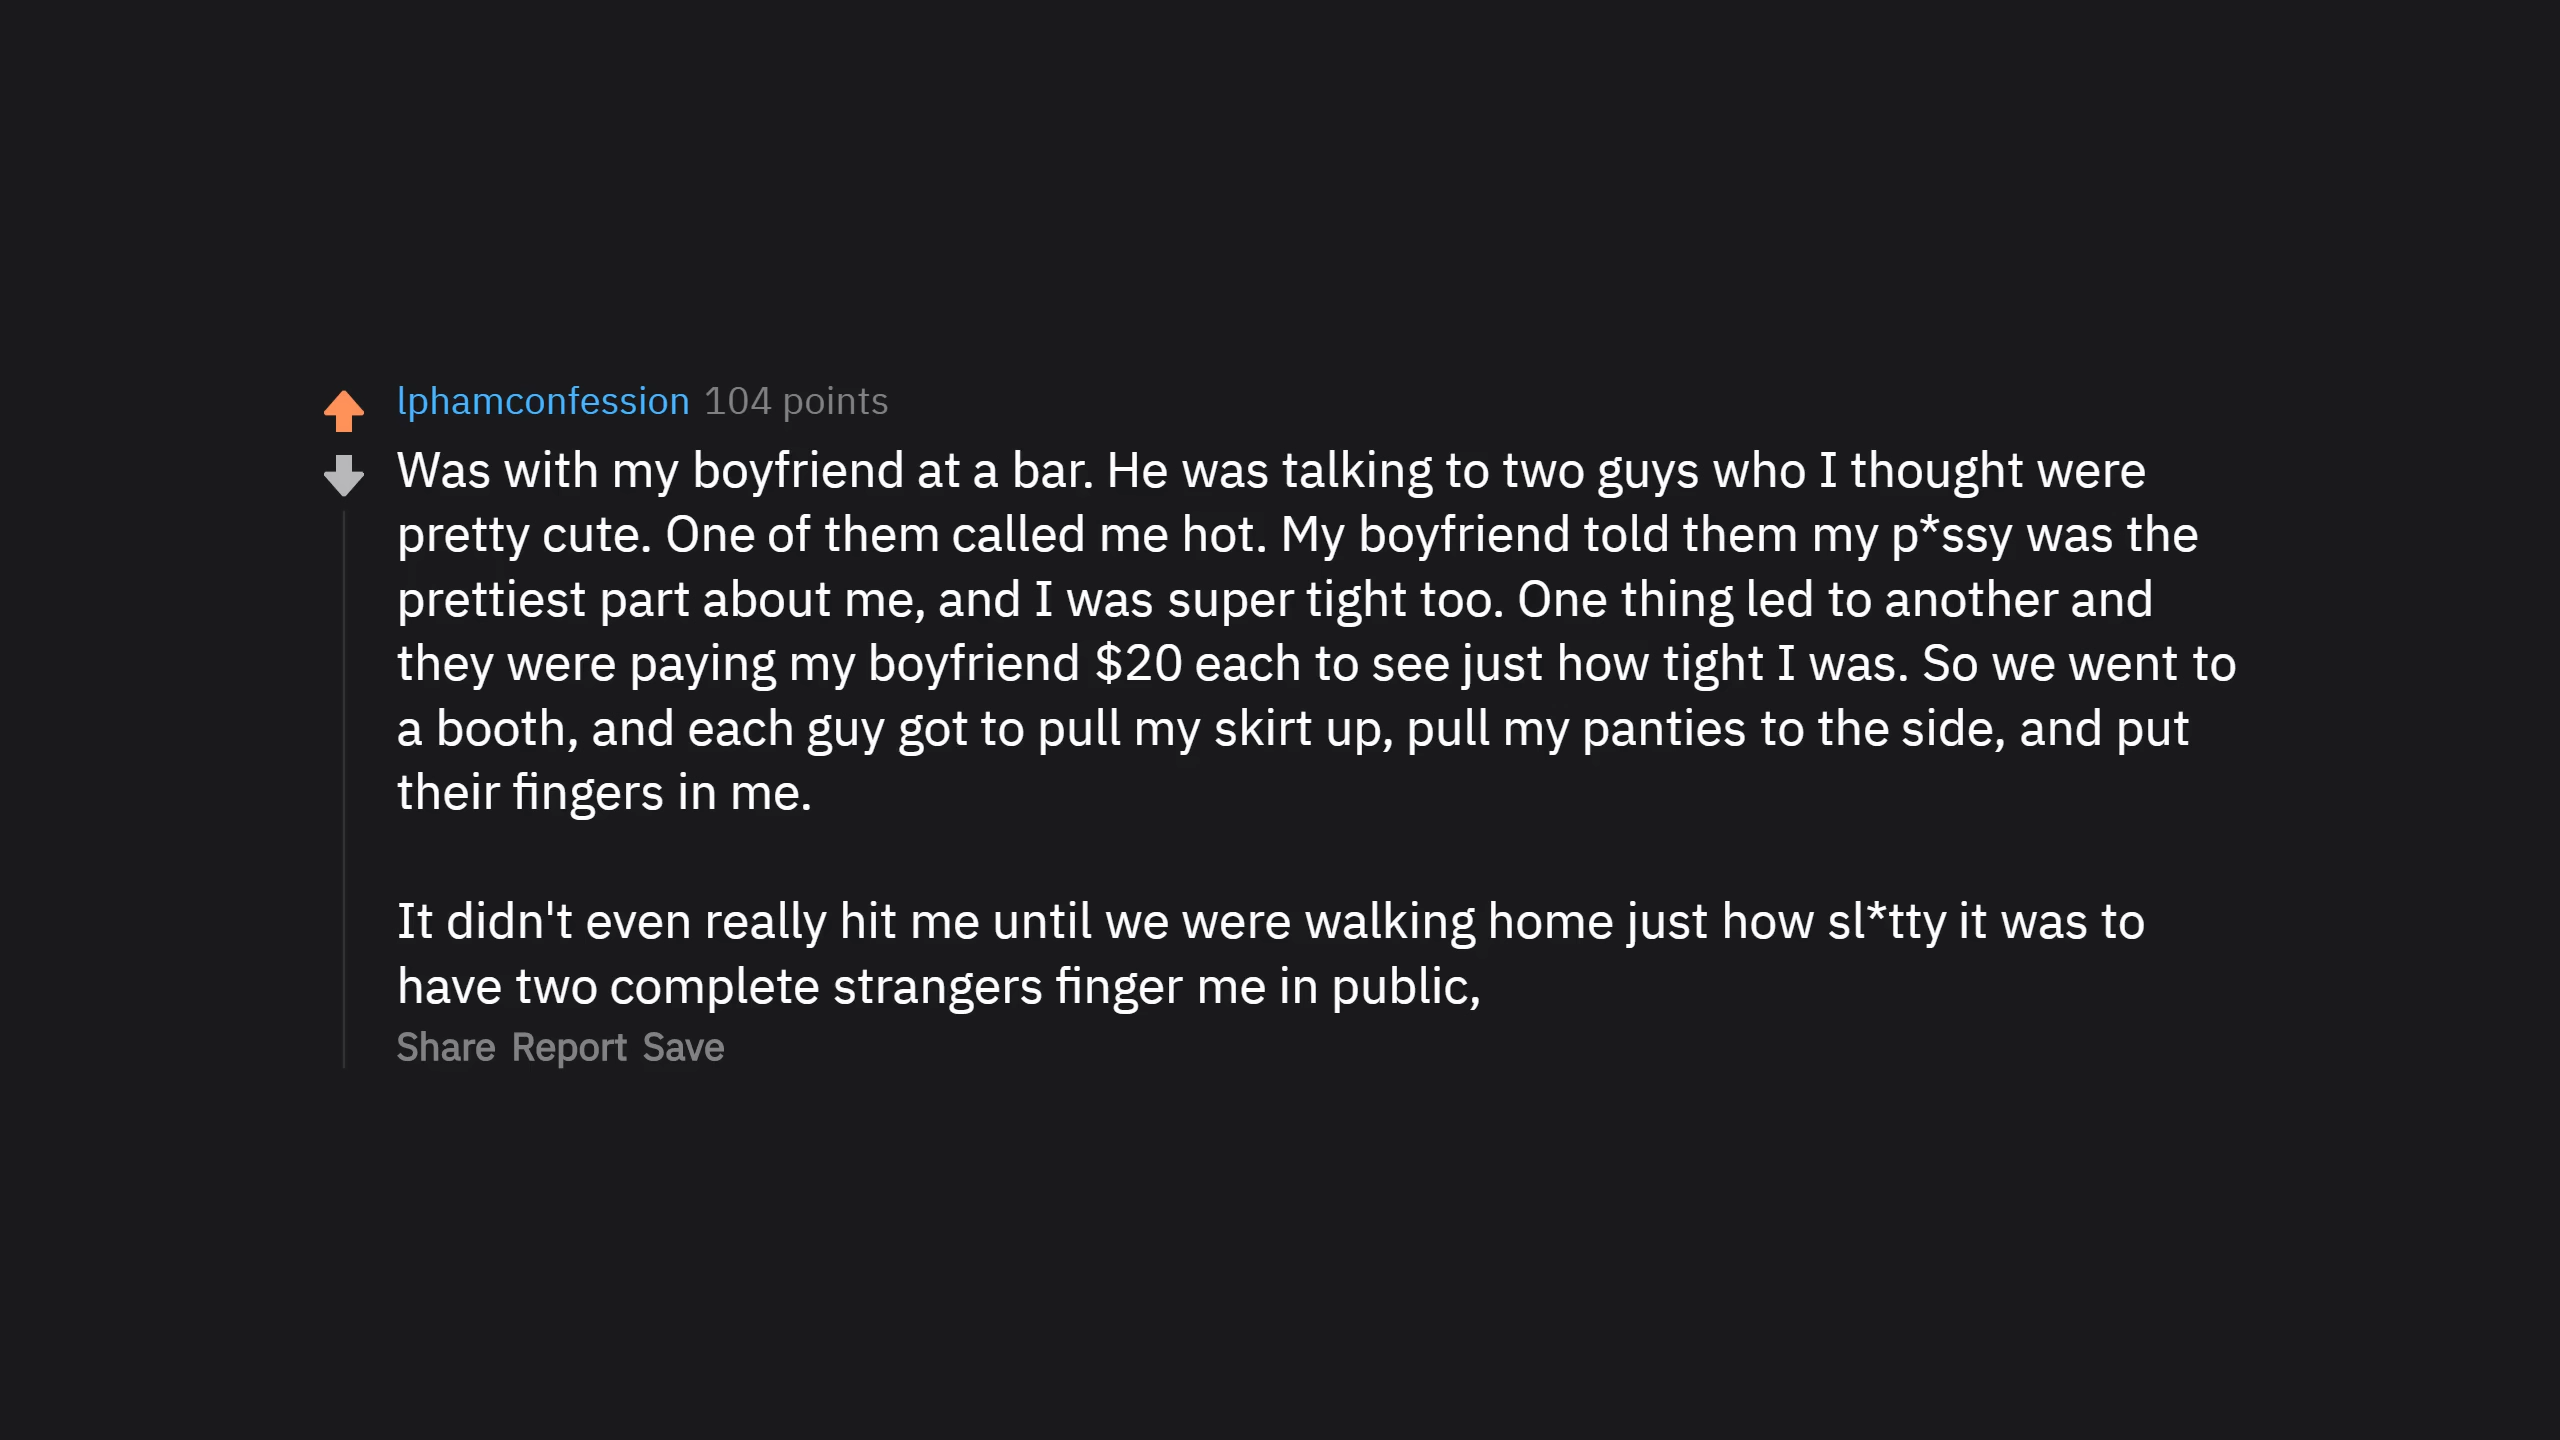 lphamconfession 104 points
Was with my boyfriend at a bar. He was talking to two guys who I thought were
pretty cute. One of them called me hot. My boyfriend told them my p*ssy was the
prettiest part about me, and I was super tight too. One thing led to another and
they were paying my boyfriend $20 each to see just how tight I was. So we went to
a booth, and each guy got to pull my skirt up, pull my panties to the side, and put
their fingers in me.
It didn't even really hit me until we were walking home just how sl*tty it was to
have two complete strangers finger me in public,
Share Report Save